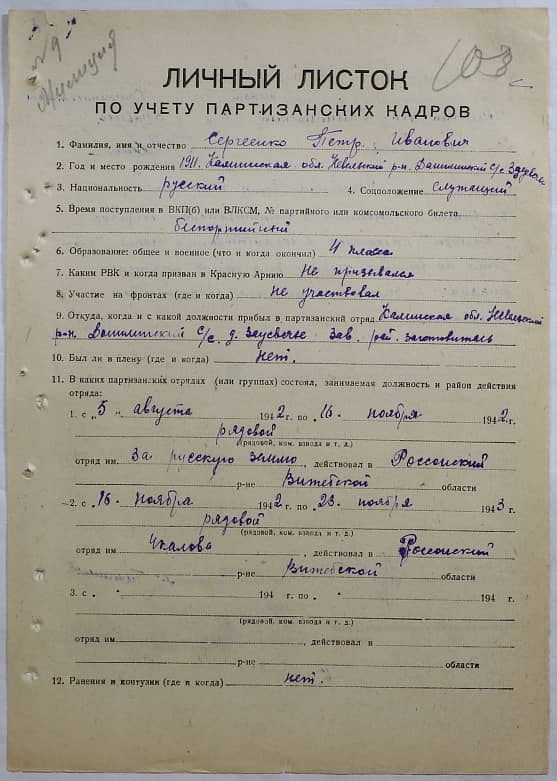 № 9
103
ЛИЧНЫЙ ЛИСТОК
ПО УЧЕТУ ПАРТИЗАНСКИХ КАДРОВ
1. Фамилия, имя и отчество Сергеенко Петр Иванович
2. Год и место рождения 1911. Калининская обл. Невельский р-н, с/с
3. Национальность русский 4. Соцположение служащий
5. Время поступления в ВКП(б) или ВЛКСМ, № партийного или комсомольского билета
беспартийный
6. Образование: общее и военное (что и когда окончил) 4 класса
7. Каким РВК и когда призван в Красную Армию Не призывался
8. Участие на фронтах (где и когда) не участвовал
9. Откуда, когда и с какой должности прибыл в партизанский отряд Калинская обл. Невельский
р-н. с/с. д. Зав. рай.
10. Был ли в плену (где и когда) нет.
11. В каких партизанских отрядах (или группах) состоял, занимаемая должность и район действия
отряда:
1. с „5 „ августа 1942 г. по „16. ноября 1942 г.
рядовой
(рядовой, ком. взвода и т. д.)
отряд им. За русскую землю, действовал в Россонский
р-не Витебской области
2. с „16. Ноября 1942 г. по „23. ноября 1943 г.
рядовой
(рядовой, ком. взвода и т. д.)
отряд им Чкалова, действовал в Россонский
р-не Витебской области
3. с „ 194 г. по „ 194 г.
(рядовой, ком. взвода и т. д.)
отряд им. , действовал в
р-не области
12. Ранения и контузии (где и когда) нет.